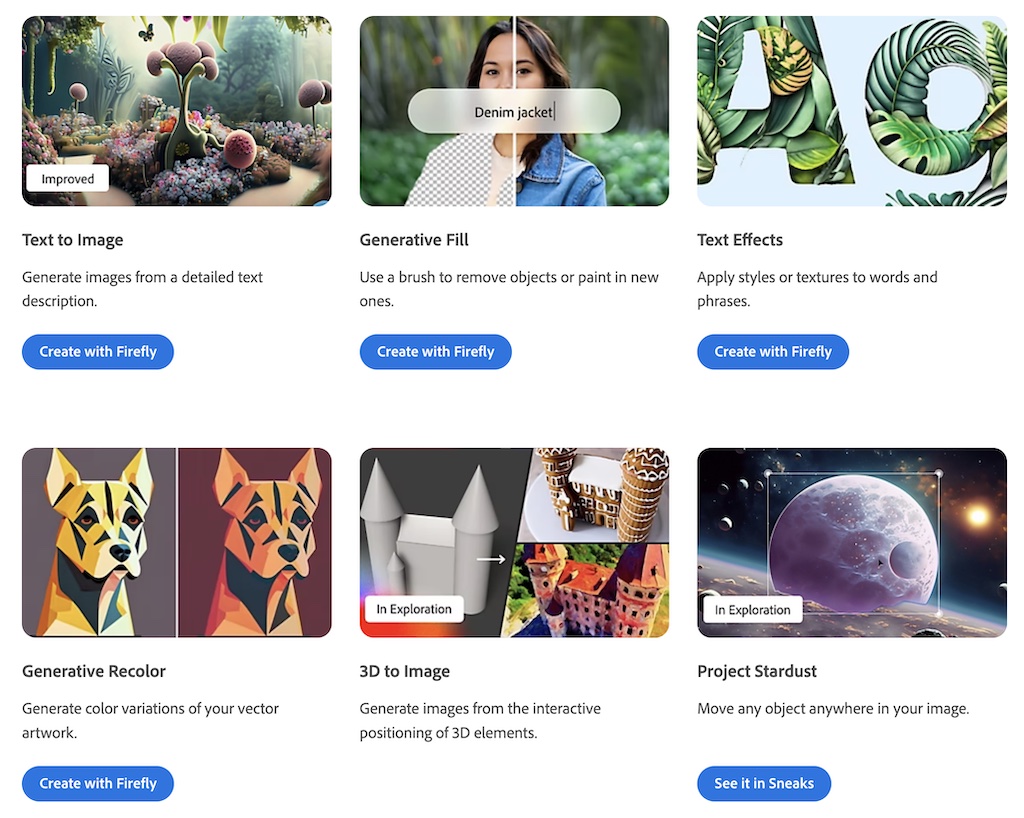 Improved
Text to Image
Generate images from a detailed text
description.
Create with Firefly
Denim jacket
Generative Fill
Use a brush to remove objects or paint in new
ones.
Create with Firefly
Ag
Text Effects
Apply styles or textures to words and
phrases.
Create with Firefly
Generative Recolor
Generate color variations of your vector
artwork.
Create with Firefly
In Exploration
3D to Image
Generate images from the interactive
positioning of 3D elements.
In Exploration
Project Stardust
Move any object anywhere in your image.
See it in Sneaks